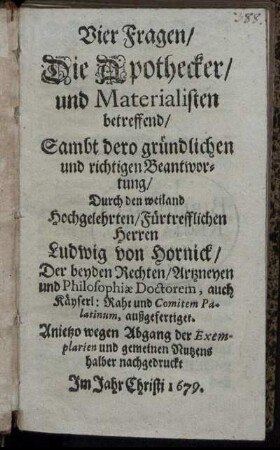 388.
Vier Fragen/
Die Apothecker/
und Materialisten
betreffend/
Sambt dero gründlichen
und richtigen Beantwor-
tung/
Durch den weiland
Hochgelehrten/Fürtrefflichen
Herren
Ludwig von Hornick/
Der beyden Rechten/Artzneyen
und Philosophiæ Doctorem, auch
Käyserl: Raht und Comitem Pa-
latinum, außgefertiget.
Anietzo wegen Abgang der Exem-
plarien und gemeinen Nutzens
halber nachgedruckt
Im Jahr Christi 1679.